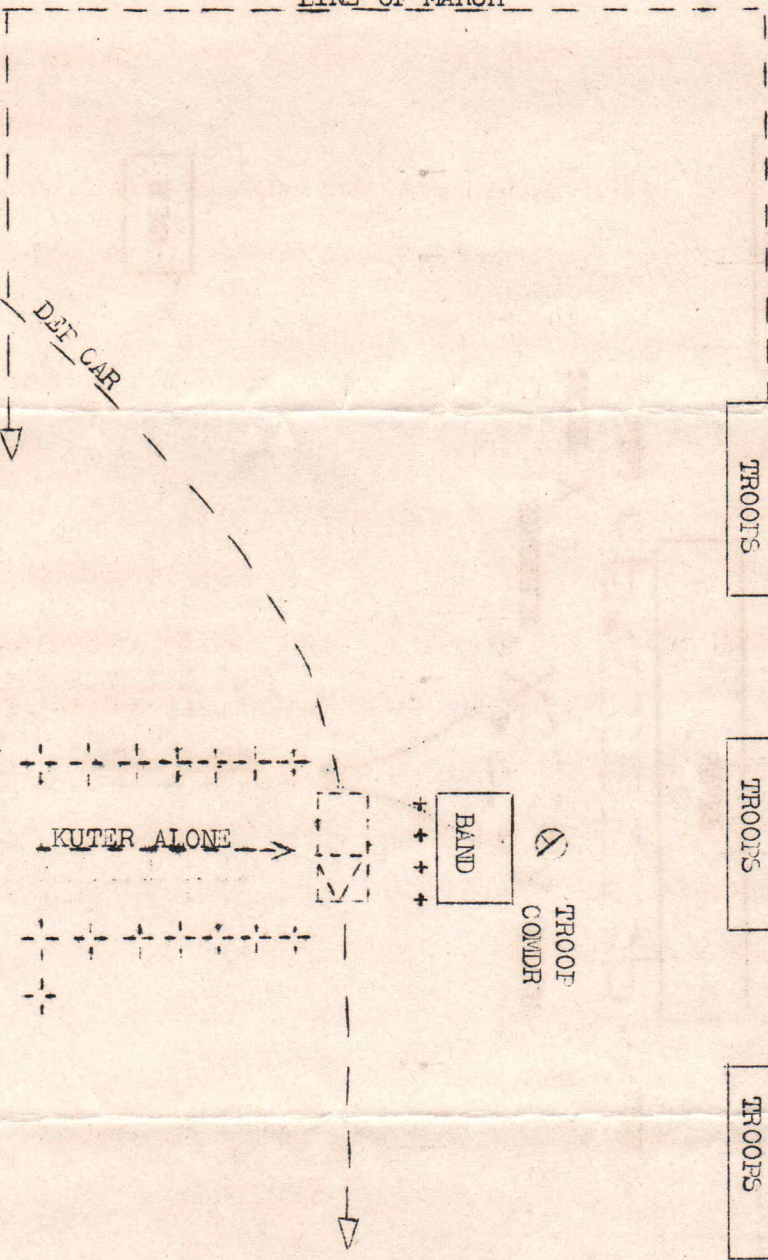 LINE OF MARCH
DEP CAR
TROOPS
TROOPS
KUTER ALONE
BAND
TROOP
COMDR
TROOPS